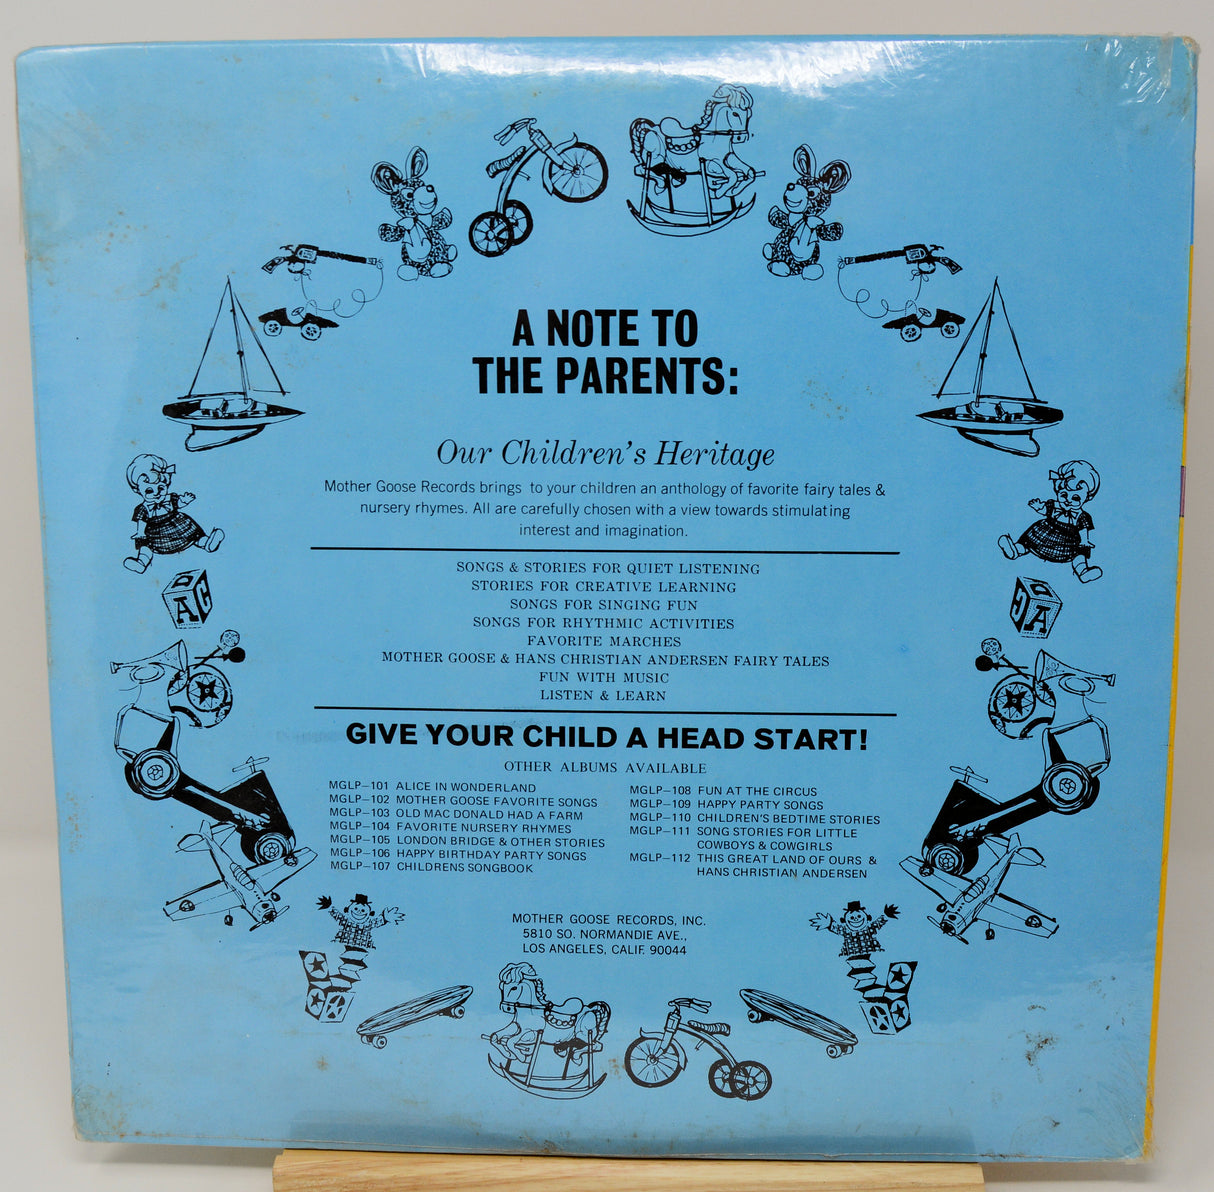 A NOTE TO
THE PARENTS:
Our Children's Heritage
Mother Goose Records brings to your children an anthology of favorite fairy tales &
nursery rhymes. All are carefully chosen with a view towards stimulating
interest and imagination.
SONGS & STORIES FOR QUIET LISTENING
STORIES FOR CREATIVE LEARNING
SONGS FOR SINGING FUN
SONGS FOR RHYTHMIC ACTIVITIES
FAVORITE MARCHES
MOTHER GOOSE & HANS CHRISTIAN ANDERSEN FAIRY TALES
FUN WITH MUSIC
LISTEN & LEARN
GIVE YOUR CHILD A HEAD START!
OTHER ALBUMS AVAILABLE
MGLP-101 ALICE IN WONDERLAND
MGLP-102 MOTHER GOOSE FAVORITE SONGS
MGLP-103 OLD MAC DONALD HAD A FARM
MGLP-104 FAVORITE NURSERY RHYMES
MGLP-105 LONDON BRIDGE & OTHER STORIES
MGLP-106 HAPPY BIRTHDAY PARTY SONGS
MGLP-107 CHILDRENS SONGBOOK
MGLP-108 FUN AT THE CIRCUS
MGLP-109 HAPPY PARTY SONGS
MGLP-110 CHILDREN'S BEDTIME STORIES
MGLP-111 SONG STORIES FOR LITTLE
COWBOYS & COWGIRLS
MGLP-112 THIS GREAT LAND OF OURS &
HANS CHRISTIAN ANDERSEN
MOTHER GOOSE RECORDS, INC.
5810 SO. NORMANDIE AVE.,
LOS ANGELES, CALIF. 90044